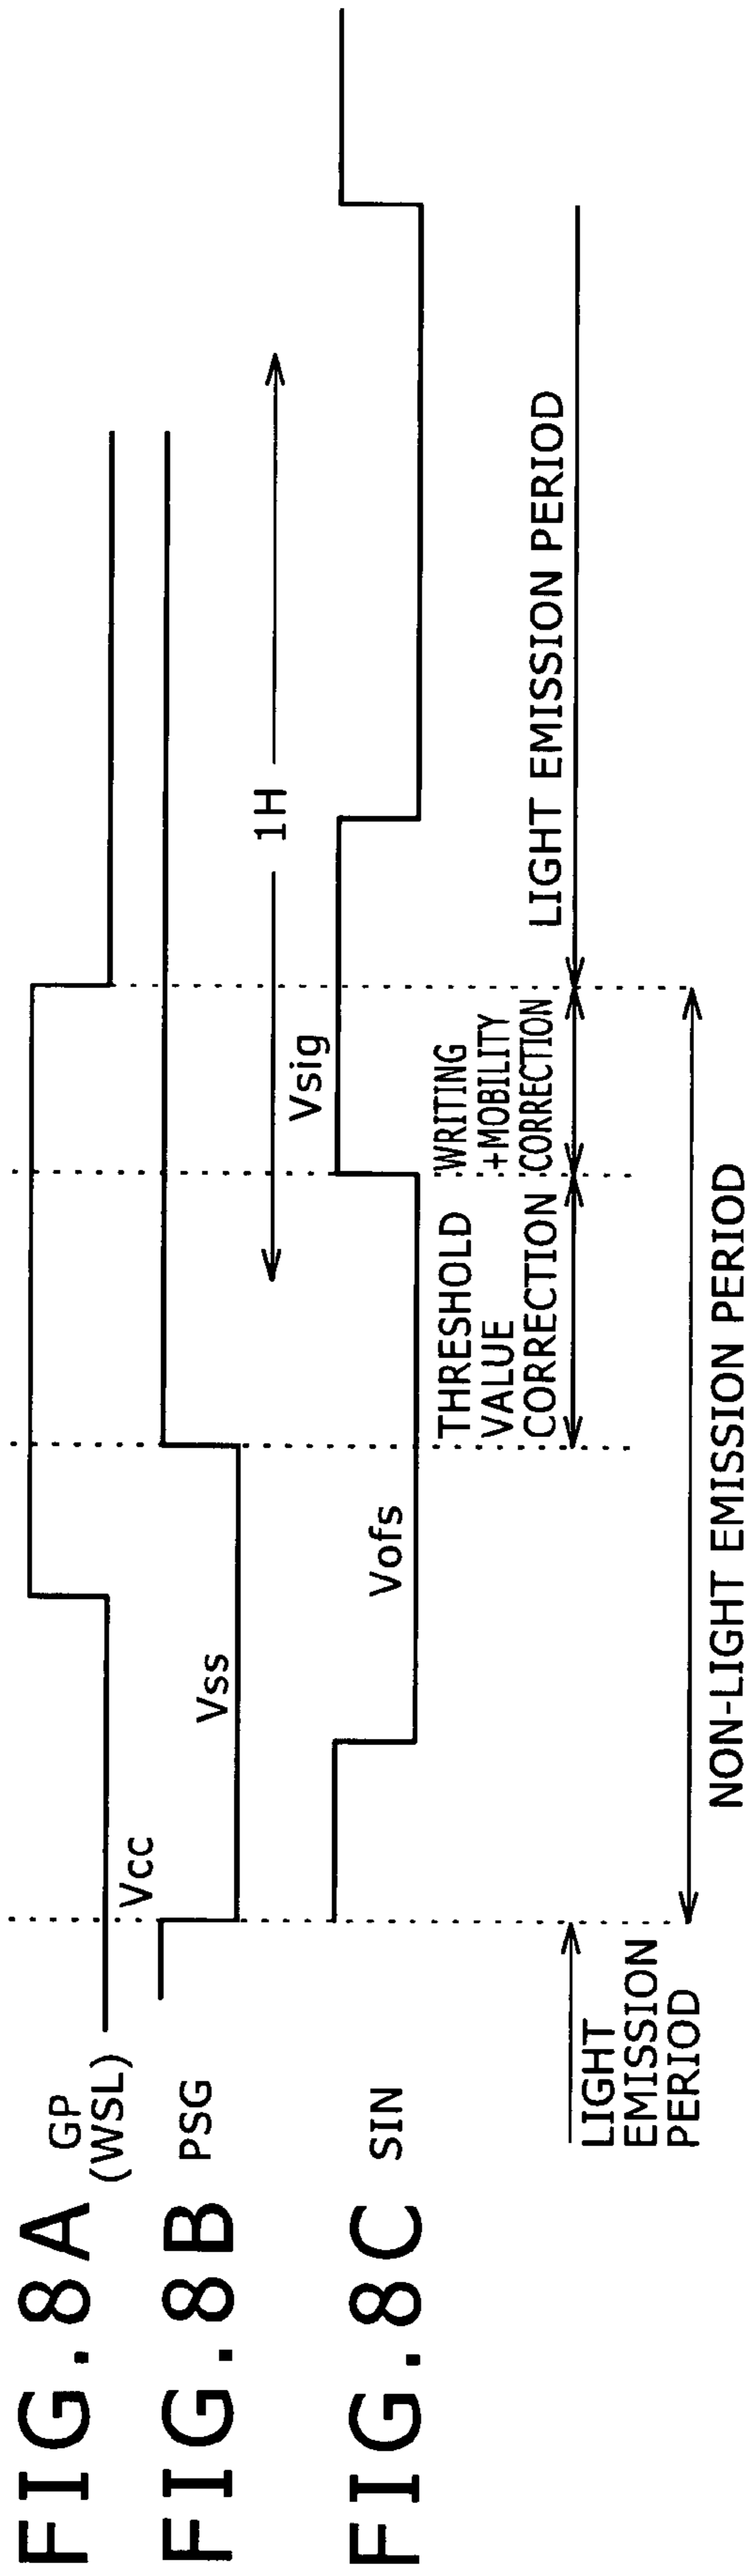 FIG.8A
GP
(WSL)
Vcc
FIG.8B
PSG
Vss
1H
FIG.8C
SIN
Vofs
Vsig
LIGHT
EMISSION
PERIOD
THRESHOLD
VALUE
CORRECTION
WRITING
+MOBILITY
CORRECTION
LIGHT EMISSION PERIOD
NON-LIGHT EMISSION PERIOD